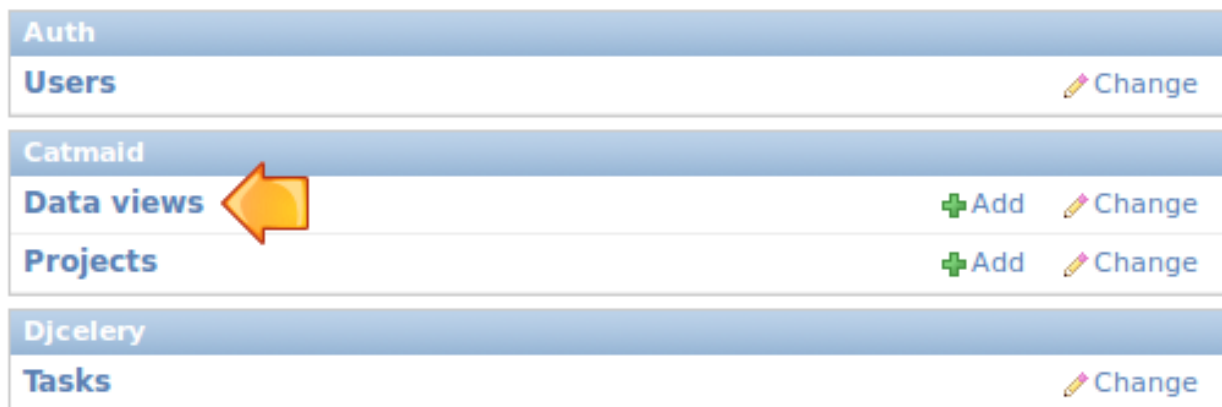 Auth
Users Change
Catmaid
Data views Add Change
Projects Add Change
Djcelery
Tasks Change